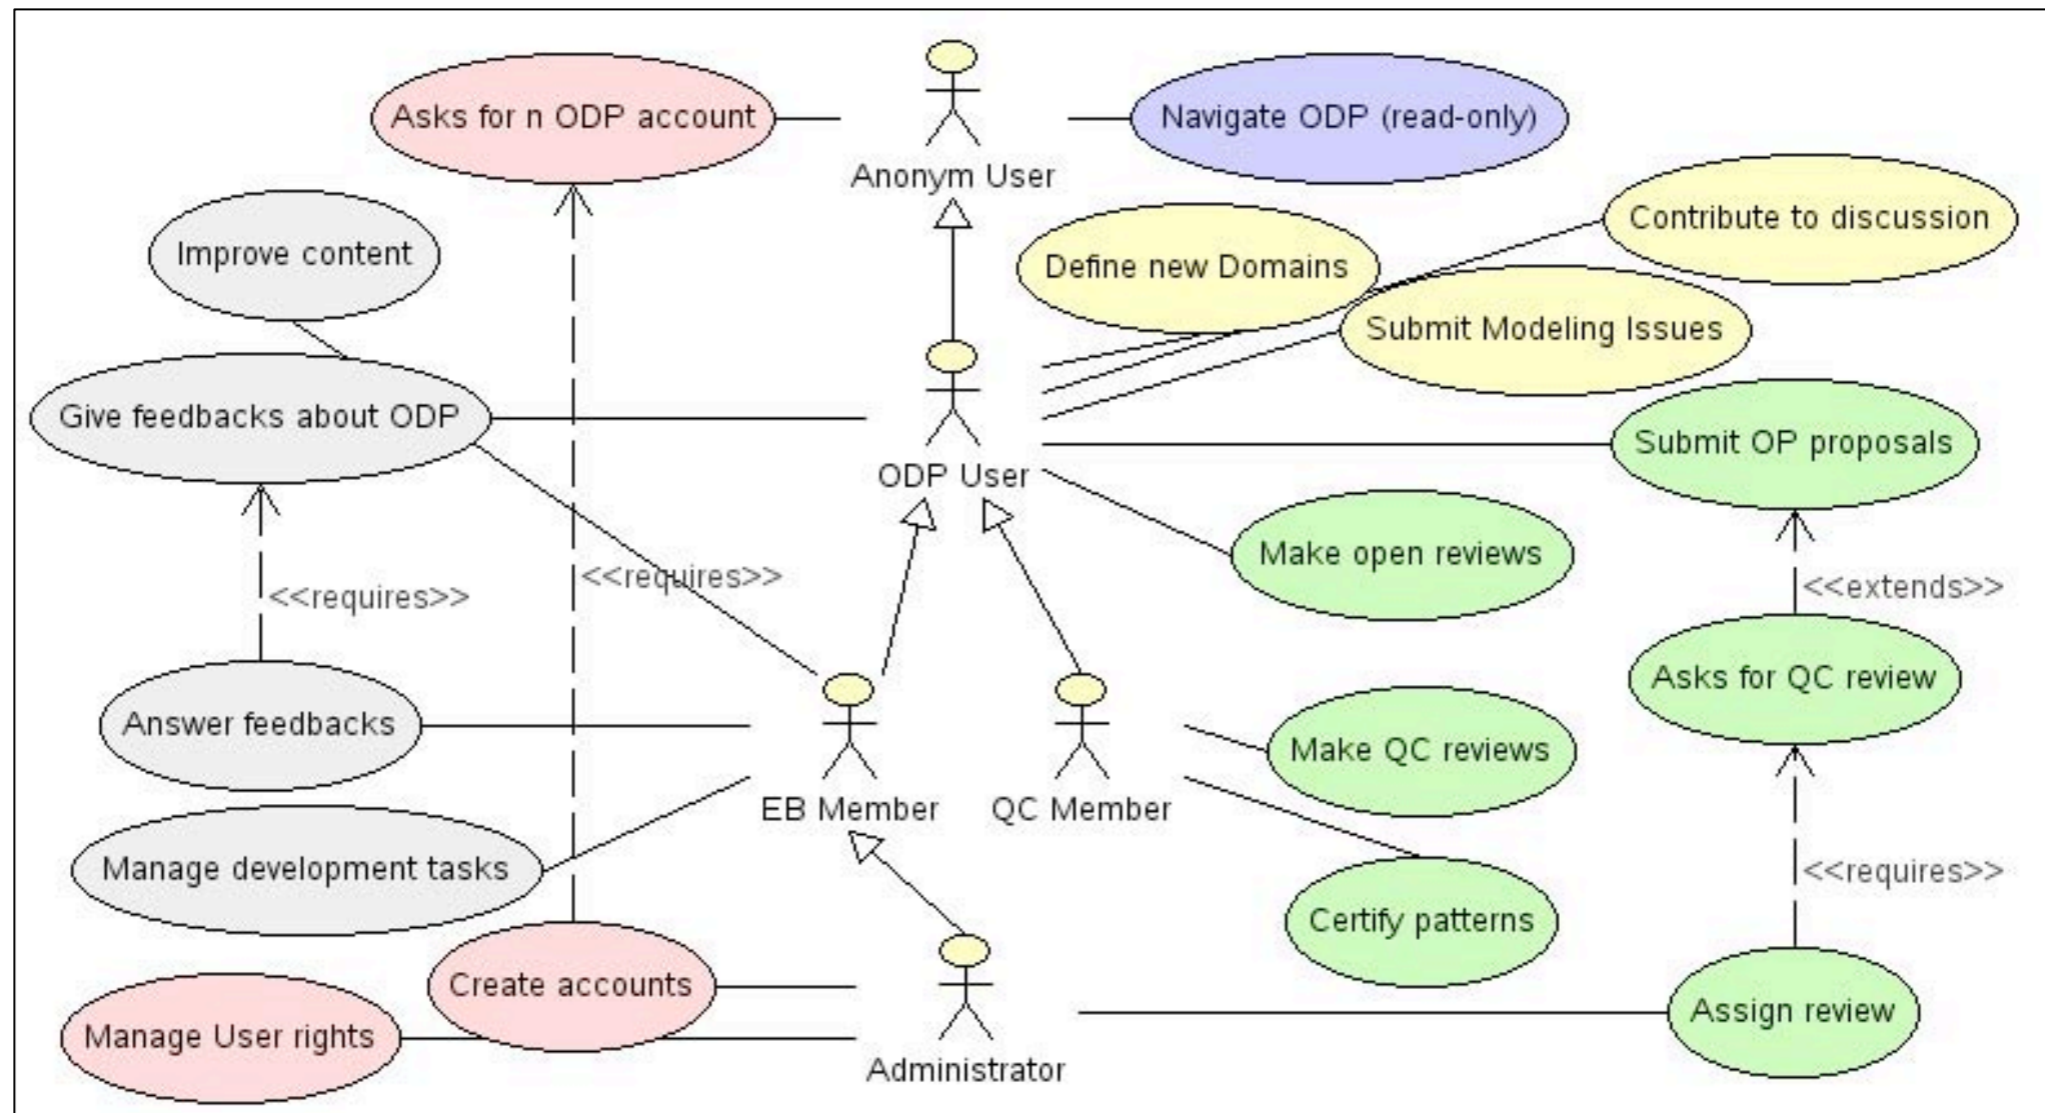 Asks for n ODP account
Navigate ODP (read-only)
Anonym User
Contribute to discussion
Improve content
Define new Domains
Submit Modeling Issues
Give feedbacks about ODP
Submit OP proposals
ODP User
Make open reviews
<<requires>>
<<requires>>
<<extends>>
Asks for QC review
Answer feedbacks
Make QC reviews
EB Member
QC Member
Manage development tasks
<<requires>>
Certify patterns
Create accounts
Assign review
Manage User rights
Administrator